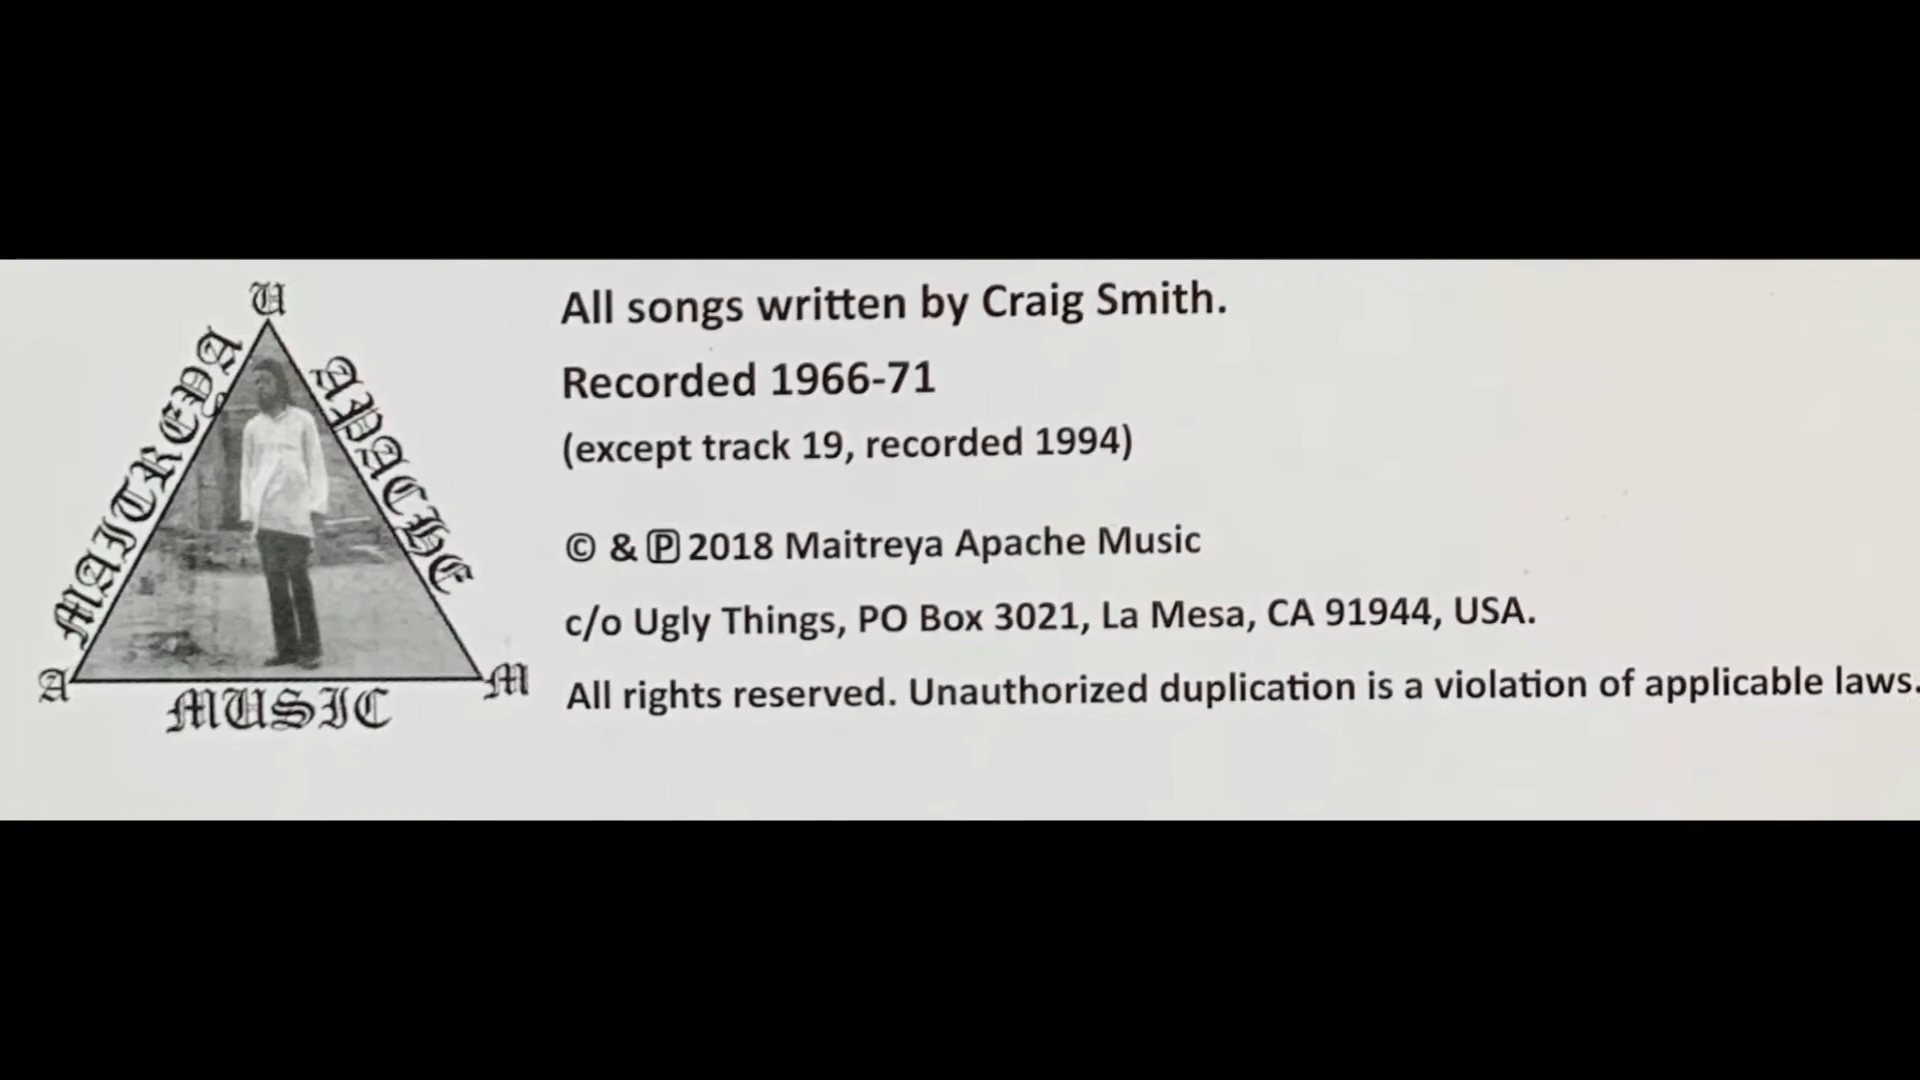 U
MAITREYA APACHE
A M
MUSIC
All songs written by Craig Smith.
Recorded 1966-71
(except track 19, recorded 1994)
© & Ⓟ 2018 Maitreya Apache Music
c/o Ugly Things, PO Box 3021, La Mesa, CA 91944, USA.
All rights reserved. Unauthorized duplication is a violation of applicable laws.